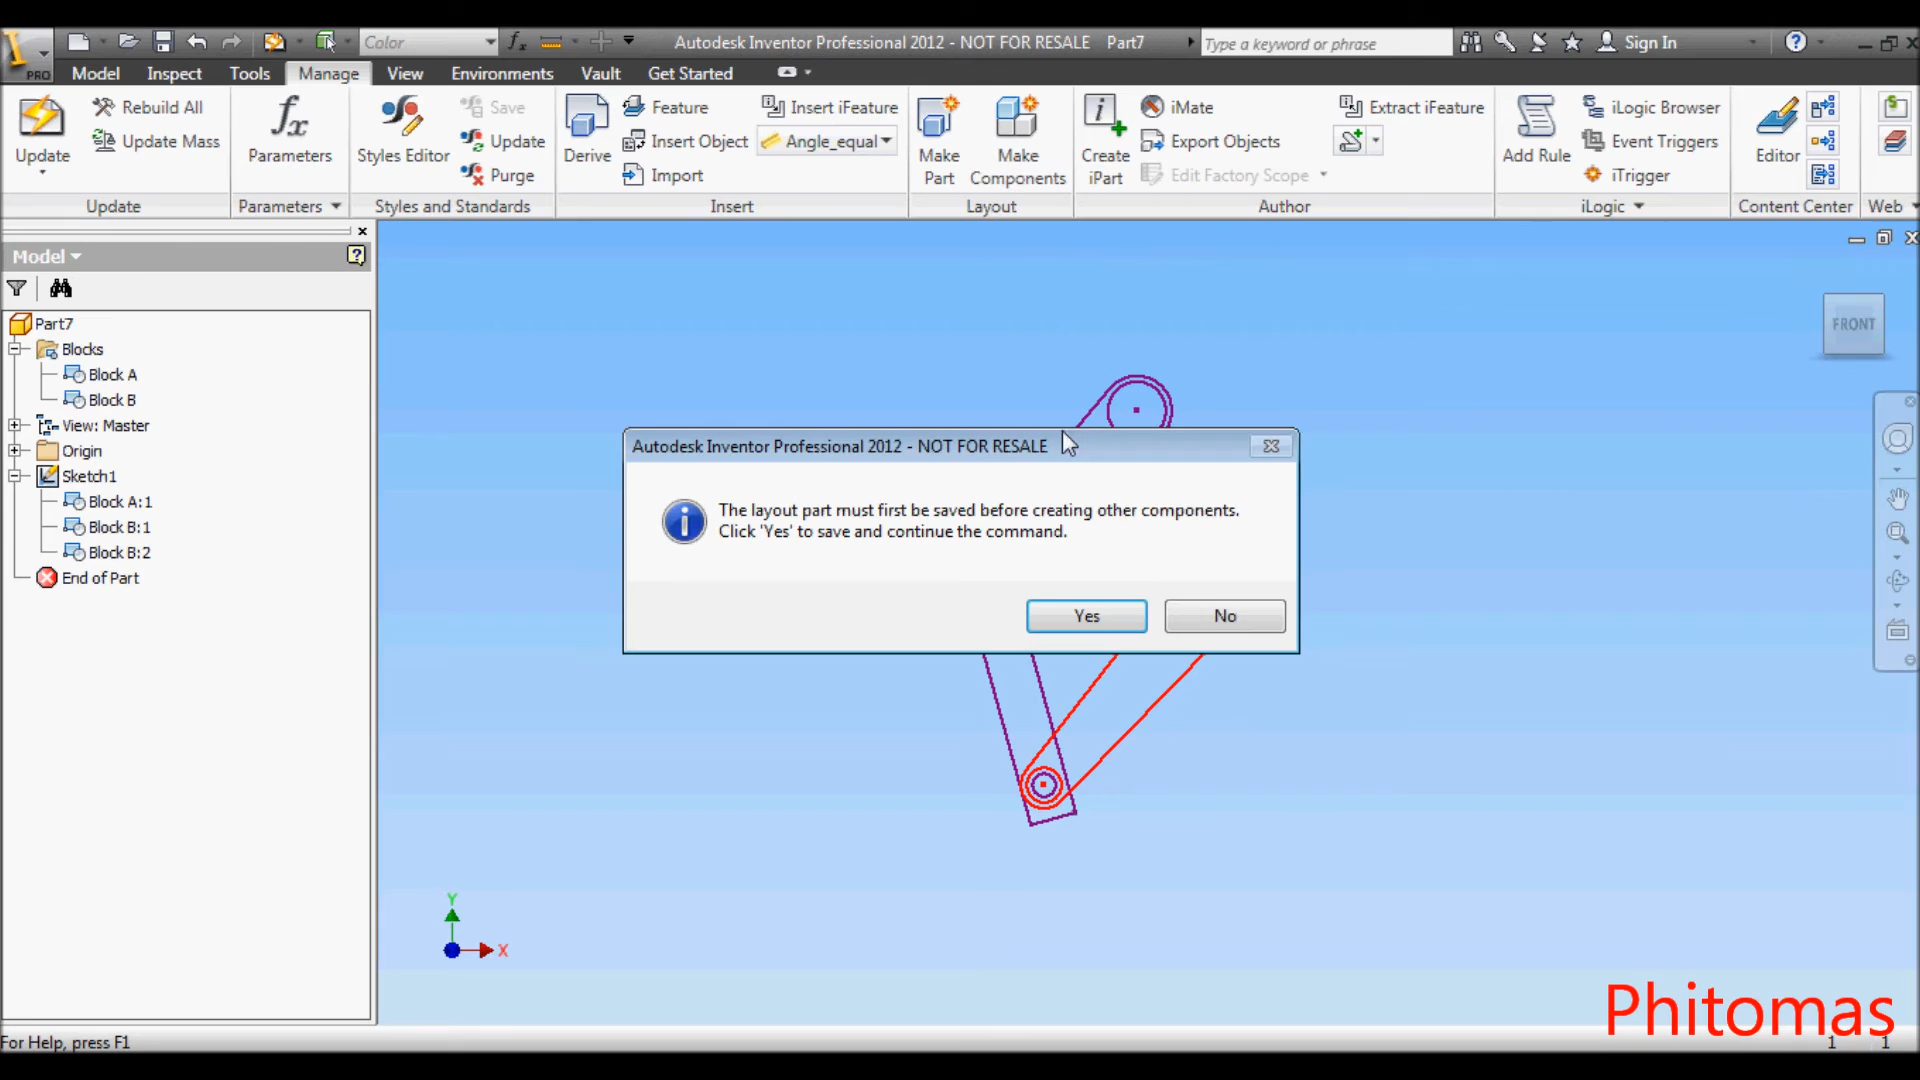 PRO
Color
Autodesk Inventor Professional 2012 - NOT FOR RESALE Part7
Type a keyword or phrase
Sign In
Model Inspect Tools Manage View Environments Vault Get Started
Update
Rebuild All
Update Mass
Update
Parameters
Parameters
Styles Editor
Save
Update
Purge
Styles and Standards
Derive
Feature
Insert Object
Import
Insert iFeature
Angle_equal
Insert
Make Part
Make Components
Layout
Create iPart
iMate
Export Objects
Edit Factory Scope
Extract iFeature
Author
Add Rule
iLogic Browser
Event Triggers
iTrigger
iLogic
Editor
Content Center
Web
Model
Part7
Blocks
Block A
Block B
View: Master
Origin
Sketch1
Block A:1
Block B:1
Block B:2
End of Part
FRONT
Autodesk Inventor Professional 2012 - NOT FOR RESALE
The layout part must first be saved before creating other components.
Click 'Yes' to save and continue the command.
Yes
No
Y
X
Phitomas
For Help, press F1
1 1